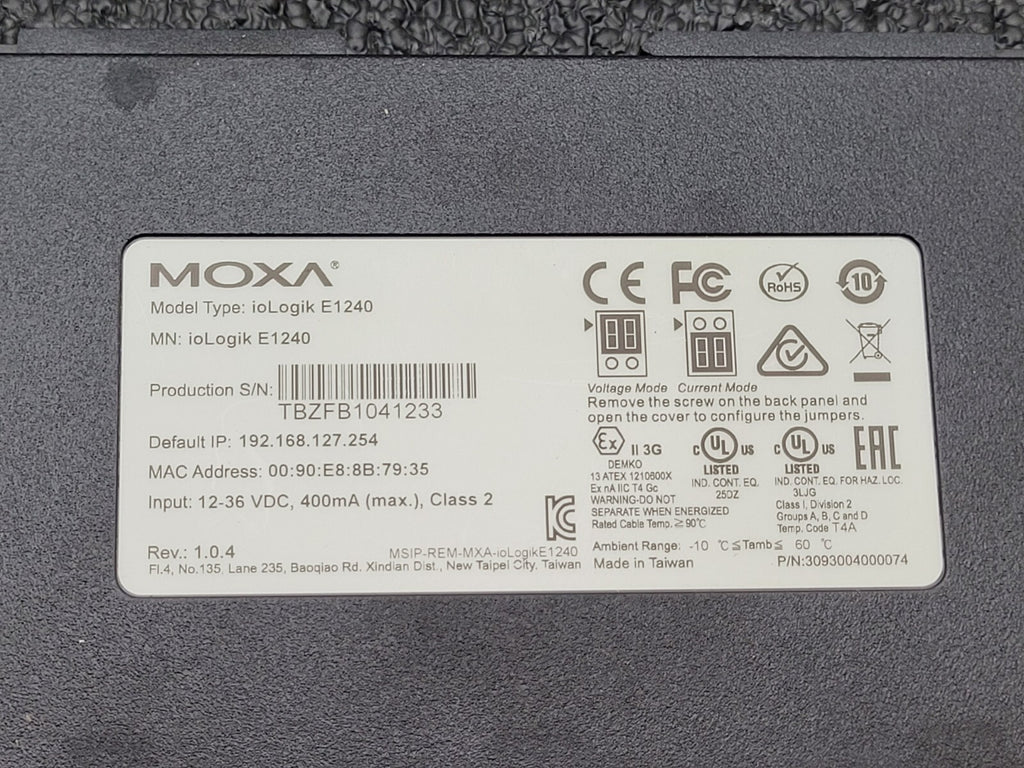 MOXA®
Model Type: ioLogik E1240
MN: ioLogik E1240
Production S/N:
TBZFB1041233
Default IP: 192.168.127.254
MAC Address: 00:90:E8:8B:79:35
Input: 12-36 VDC, 400mA (max.), Class 2
Rev.: 1.0.4
MSIP-REM-MXA-ioLogikE1240
Fl.4, No.135, Lane 235, Baoqiao Rd. Xindian Dist., New Taipei City, Taiwan
CE FC RoHS 10
Voltage Mode Current Mode
Remove the screw on the back panel and
open the cover to configure the jumpers.
Ex II 3G
DEMKO
13 ATEX 1210600X
Ex nA IIC T4 Gc
WARNING-DO NOT
SEPARATE WHEN ENERGIZED
Rated Cable Temp.≧90℃
C UL US
LISTED
IND. CONT. EQ.
25DZ
C UL US
LISTED
IND. CONT. EQ. FOR HAZ. LOC.
3LJG
Class I, Division 2
Groups A, B, C and D
Temp. Code T4A
EAC
Ambient Range: -10 ℃≦Tamb≦ 60 ℃
Made in Taiwan
P/N:3093004000074